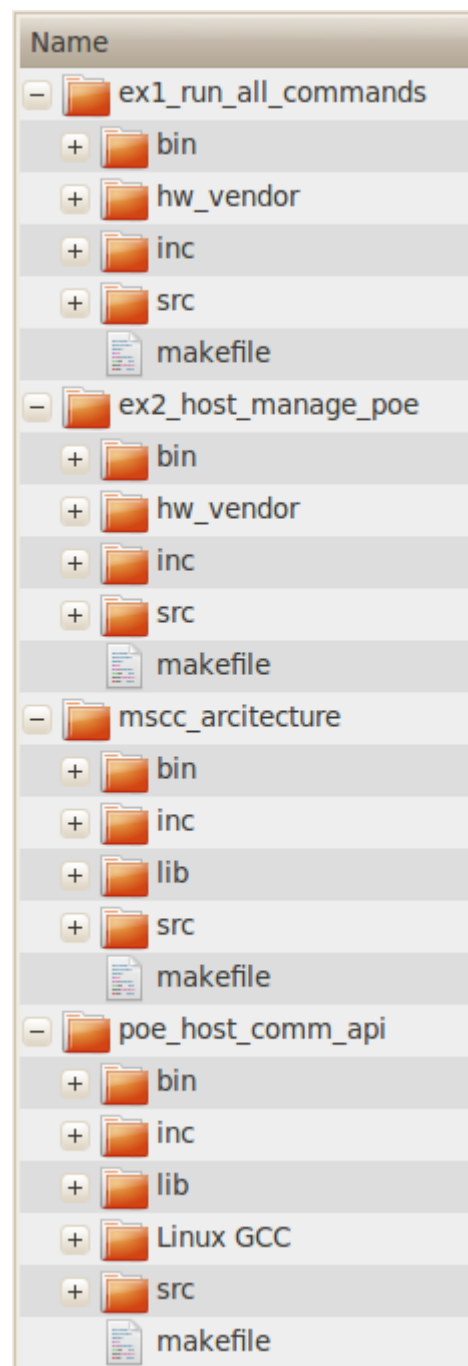 Name
ex1_run_all_commands
bin
hw_vendor
inc
src
makefile
ex2_host_manage_poe
bin
hw_vendor
inc
src
makefile
mscc_arcitecture
bin
inc
lib
src
makefile
poe_host_comm_api
bin
inc
lib
Linux GCC
src
makefile